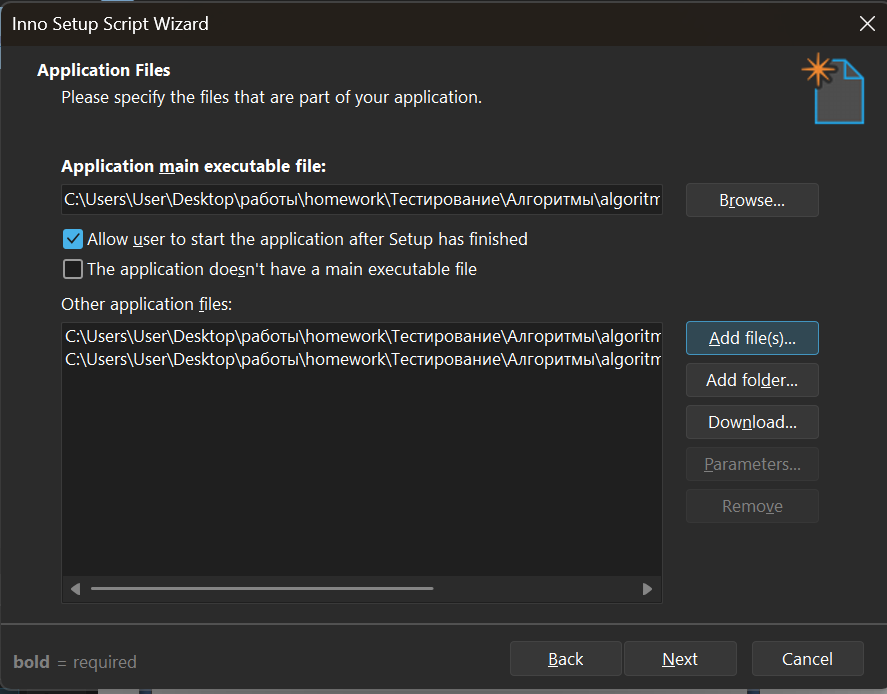 Inno Setup Script Wizard
Application Files
Please specify the files that are part of your application.
Application main executable file:
C:\Users\User\Desktop\работы\homework\Тестирование\Алгоритмы\algoritm
Browse...
Allow user to start the application after Setup has finished
The application doesn't have a main executable file
Other application files:
C:\Users\User\Desktop\работы\homework\Тестирование\Алгоритмы\algoritm
C:\Users\User\Desktop\работы\homework\Тестирование\Алгоритмы\algoritm
Add file(s)...
Add folder...
Download...
Parameters...
Remove
bold = required
Back
Next
Cancel